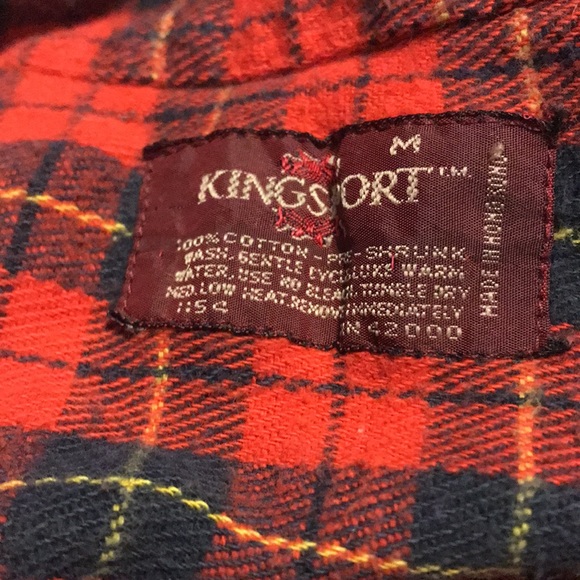 M
KINGSPORT™
100% COTTON - PRE-SHRUNK
WASH. GENTLE CYCLE LUKE WARM
WATER. USE NO BLEACH. TUMBLE DRY
MED. LOW HEAT. REMOVE IMMEDIATELY
1154 RN 42000
MADE IN HONG KONG